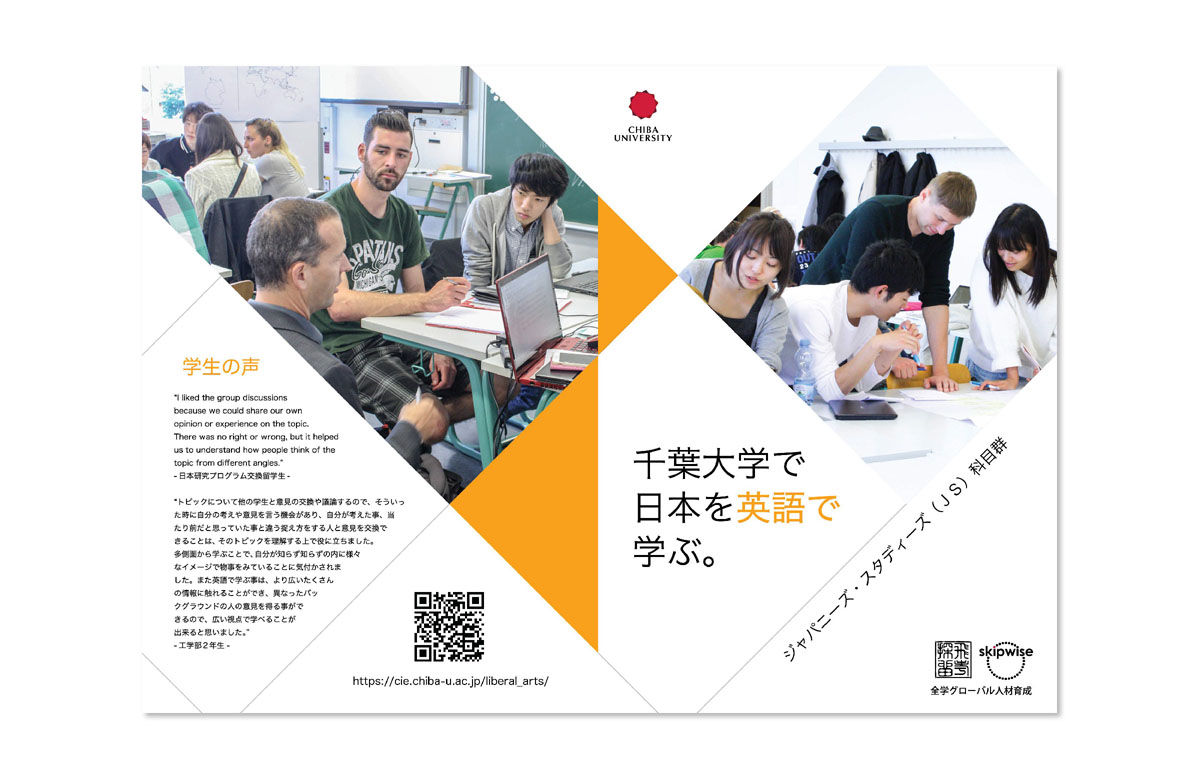 SPARTANS
MICHIGAN
学生の声
“I liked the group discussions
because we could share our own
opinion or experience on the topic.
There was no right or wrong, but it helped
us to understand how people think of the
topic from different angles.”
- 日本研究プログラム交換留学生 -
“トピックについて他の学生と意見の交換や議論するので、そういっ
た時に自分の考えや意見を言う機会があり、自分が考えた事、当
たり前だと思っていた事と違う捉え方をする人と意見を交換で
きることは、そのトピックを理解する上で役に立ちました。
多側面から学ぶことで、自分が知らず知らずの内に様々
なイメージで物事をみていることに気付かされま
した。また英語で学ぶ事は、より広いたくさん
の情報に触れることができ、異なったバッ
クグラウンドの人の意見を得る事がで
きるので、広い視点で学べることが
出来ると思いました。”
- 工学部２年生 -
https://cie.chiba-u.ac.jp/liberal_arts/
CHIBA
UNIVERSITY
23
千葉大学で
日本を英語で
学ぶ。
ジャパニーズ・スタディーズ（ＪＳ）科目群
skipwise
全学グローバル人材育成